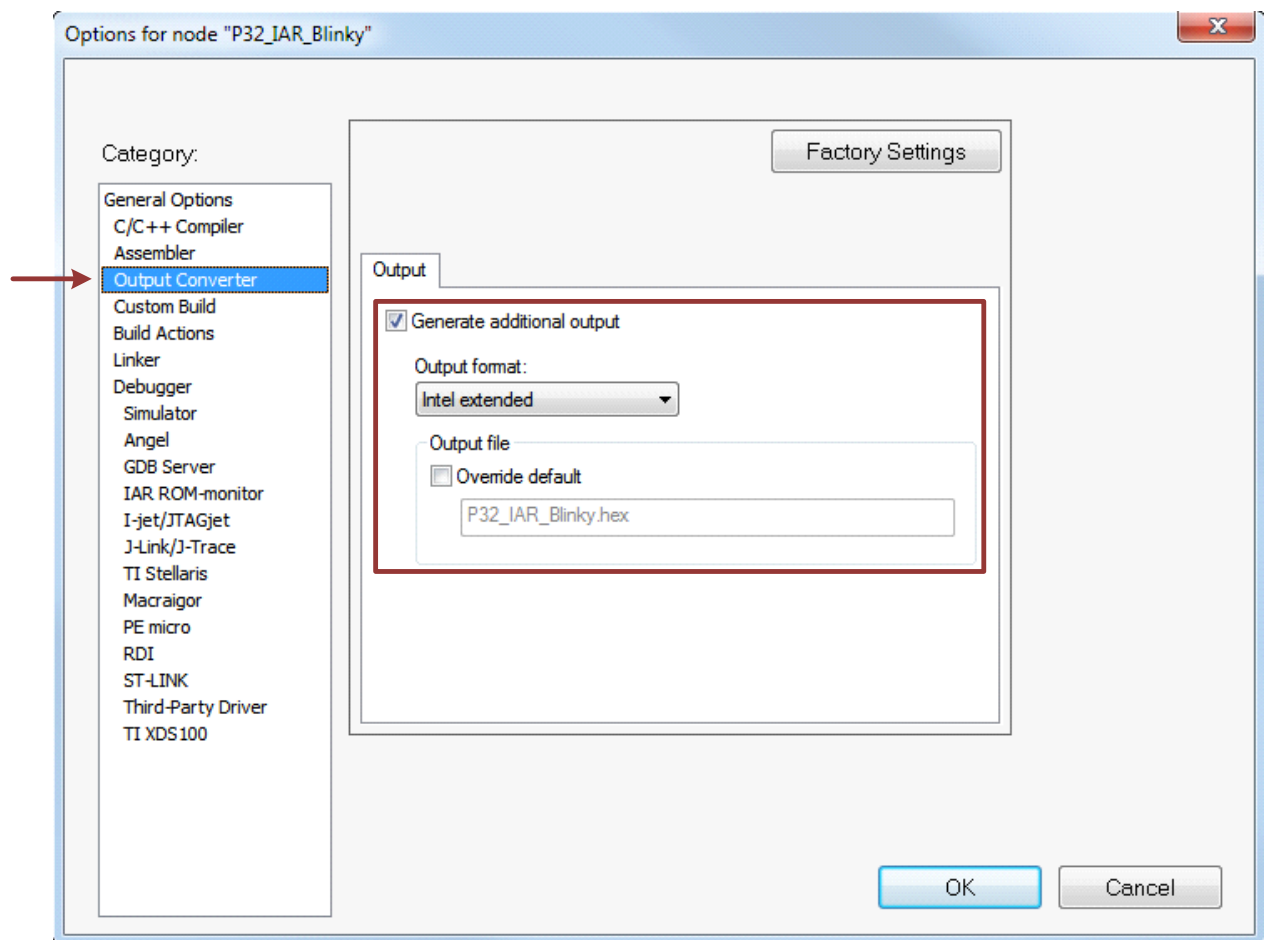 Options for node "P32_IAR_Blinky"
Category:
General Options
C/C++ Compiler
Assembler
Output Converter
Custom Build
Build Actions
Linker
Debugger
Simulator
Angel
GDB Server
IAR ROM-monitor
I-jet/JTAGjet
J-Link/J-Trace
TI Stellaris
Macraigor
PE micro
RDI
ST-LINK
Third-Party Driver
TI XDS100
Factory Settings
Output
Generate additional output
Output format:
Intel extended
Output file
Override default
P32_IAR_Blinky.hex
OK
Cancel